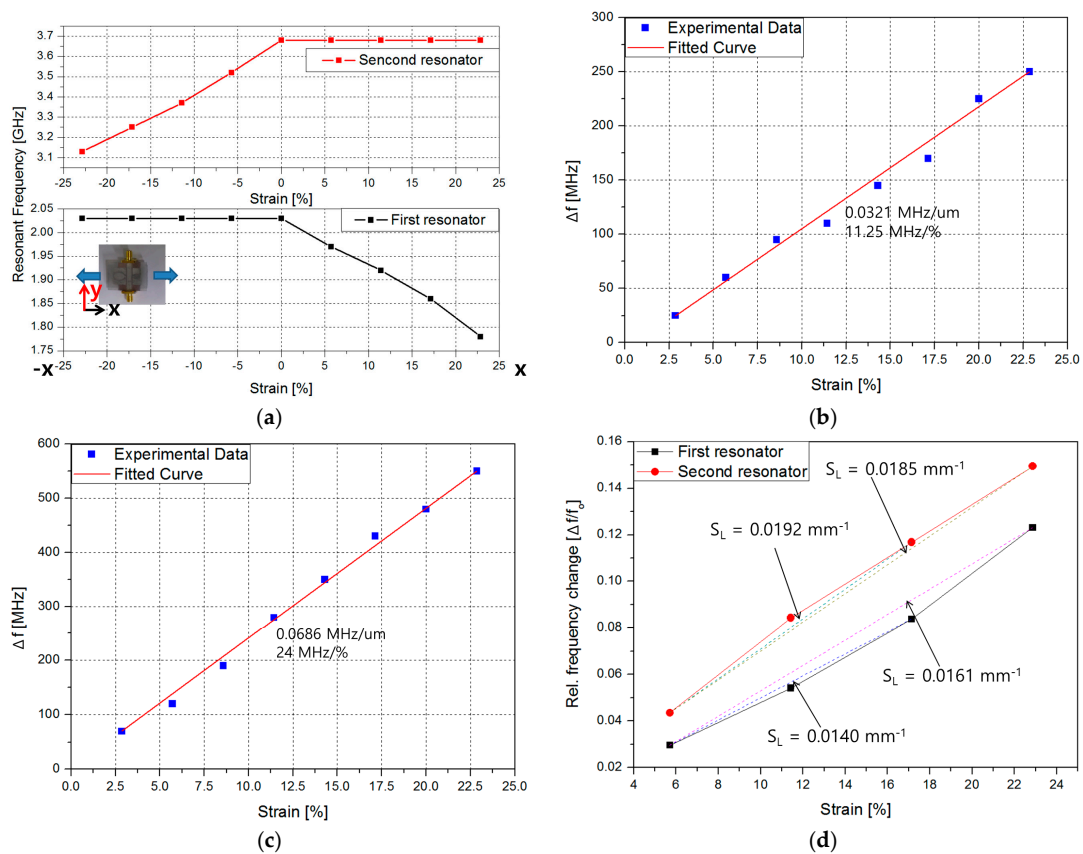 3.7
3.6
3.5
3.4
3.3
3.2
3.1
Sencond resonator
-25 -20 -15 -10 -5 0 5 10 15 20 25
Strain [%]
Resonant Frequency [GHz]
2.05
2.00
1.95
1.90
1.85
1.80
1.75
First resonator
y
x
-x
-25 -20 -15 -10 -5 0 5 10 15 20 25
x
Strain [%]
(a)
300
250
200
150
100
50
0
Δf [MHz]
Experimental Data
Fitted Curve
0.0321 MHz/um
11.25 MHz/%
0.0 2.5 5.0 7.5 10.0 12.5 15.0 17.5 20.0 22.5 25.0
Strain [%]
(b)
600
500
400
300
200
100
0
Δ f [MHz]
Experimental Data
Fitted Curve
0.0686 MHz/um
24 MHz/%
0.0 2.5 5.0 7.5 10.0 12.5 15.0 17.5 20.0 22.5 25.0
Strain [%]
(c)
0.16
0.14
0.12
0.10
0.08
0.06
0.04
0.02
Rel. frequency change [Δf/f₀]
First resonator
Second resonator
S_L = 0.0185 mm⁻¹
S_L = 0.0192 mm⁻¹
S_L = 0.0161 mm⁻¹
S_L = 0.0140 mm⁻¹
4 6 8 10 12 14 16 18 20 22 24
Strain [%]
(d)